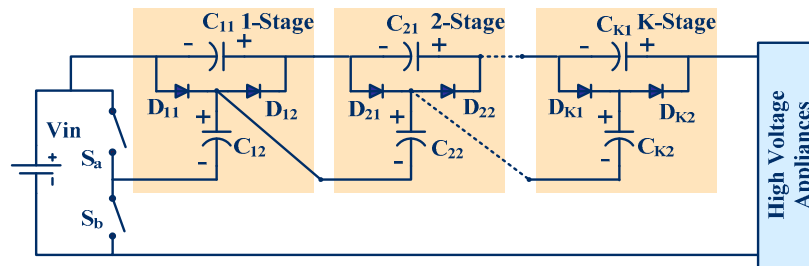 C11 1-Stage
- +
C21 2-Stage
- +
CK1 K-Stage
- +
D11
D12
+
C12
-
D21
D22
+
C22
-
DK1
DK2
+
CK2
-
Vin
+
-
Sa
Sb
High Voltage
Appliances